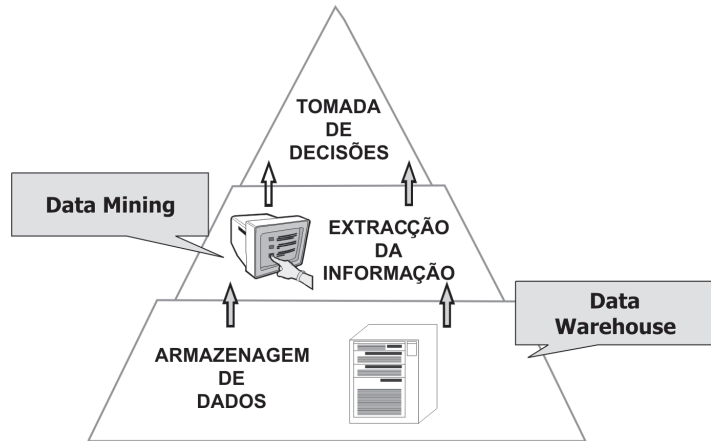 TOMADA
DE
DECISÕES
Data Mining
EXTRACÇÃO
DA
INFORMAÇÃO
Data
Warehouse
ARMAZENAGEM
DE
DADOS